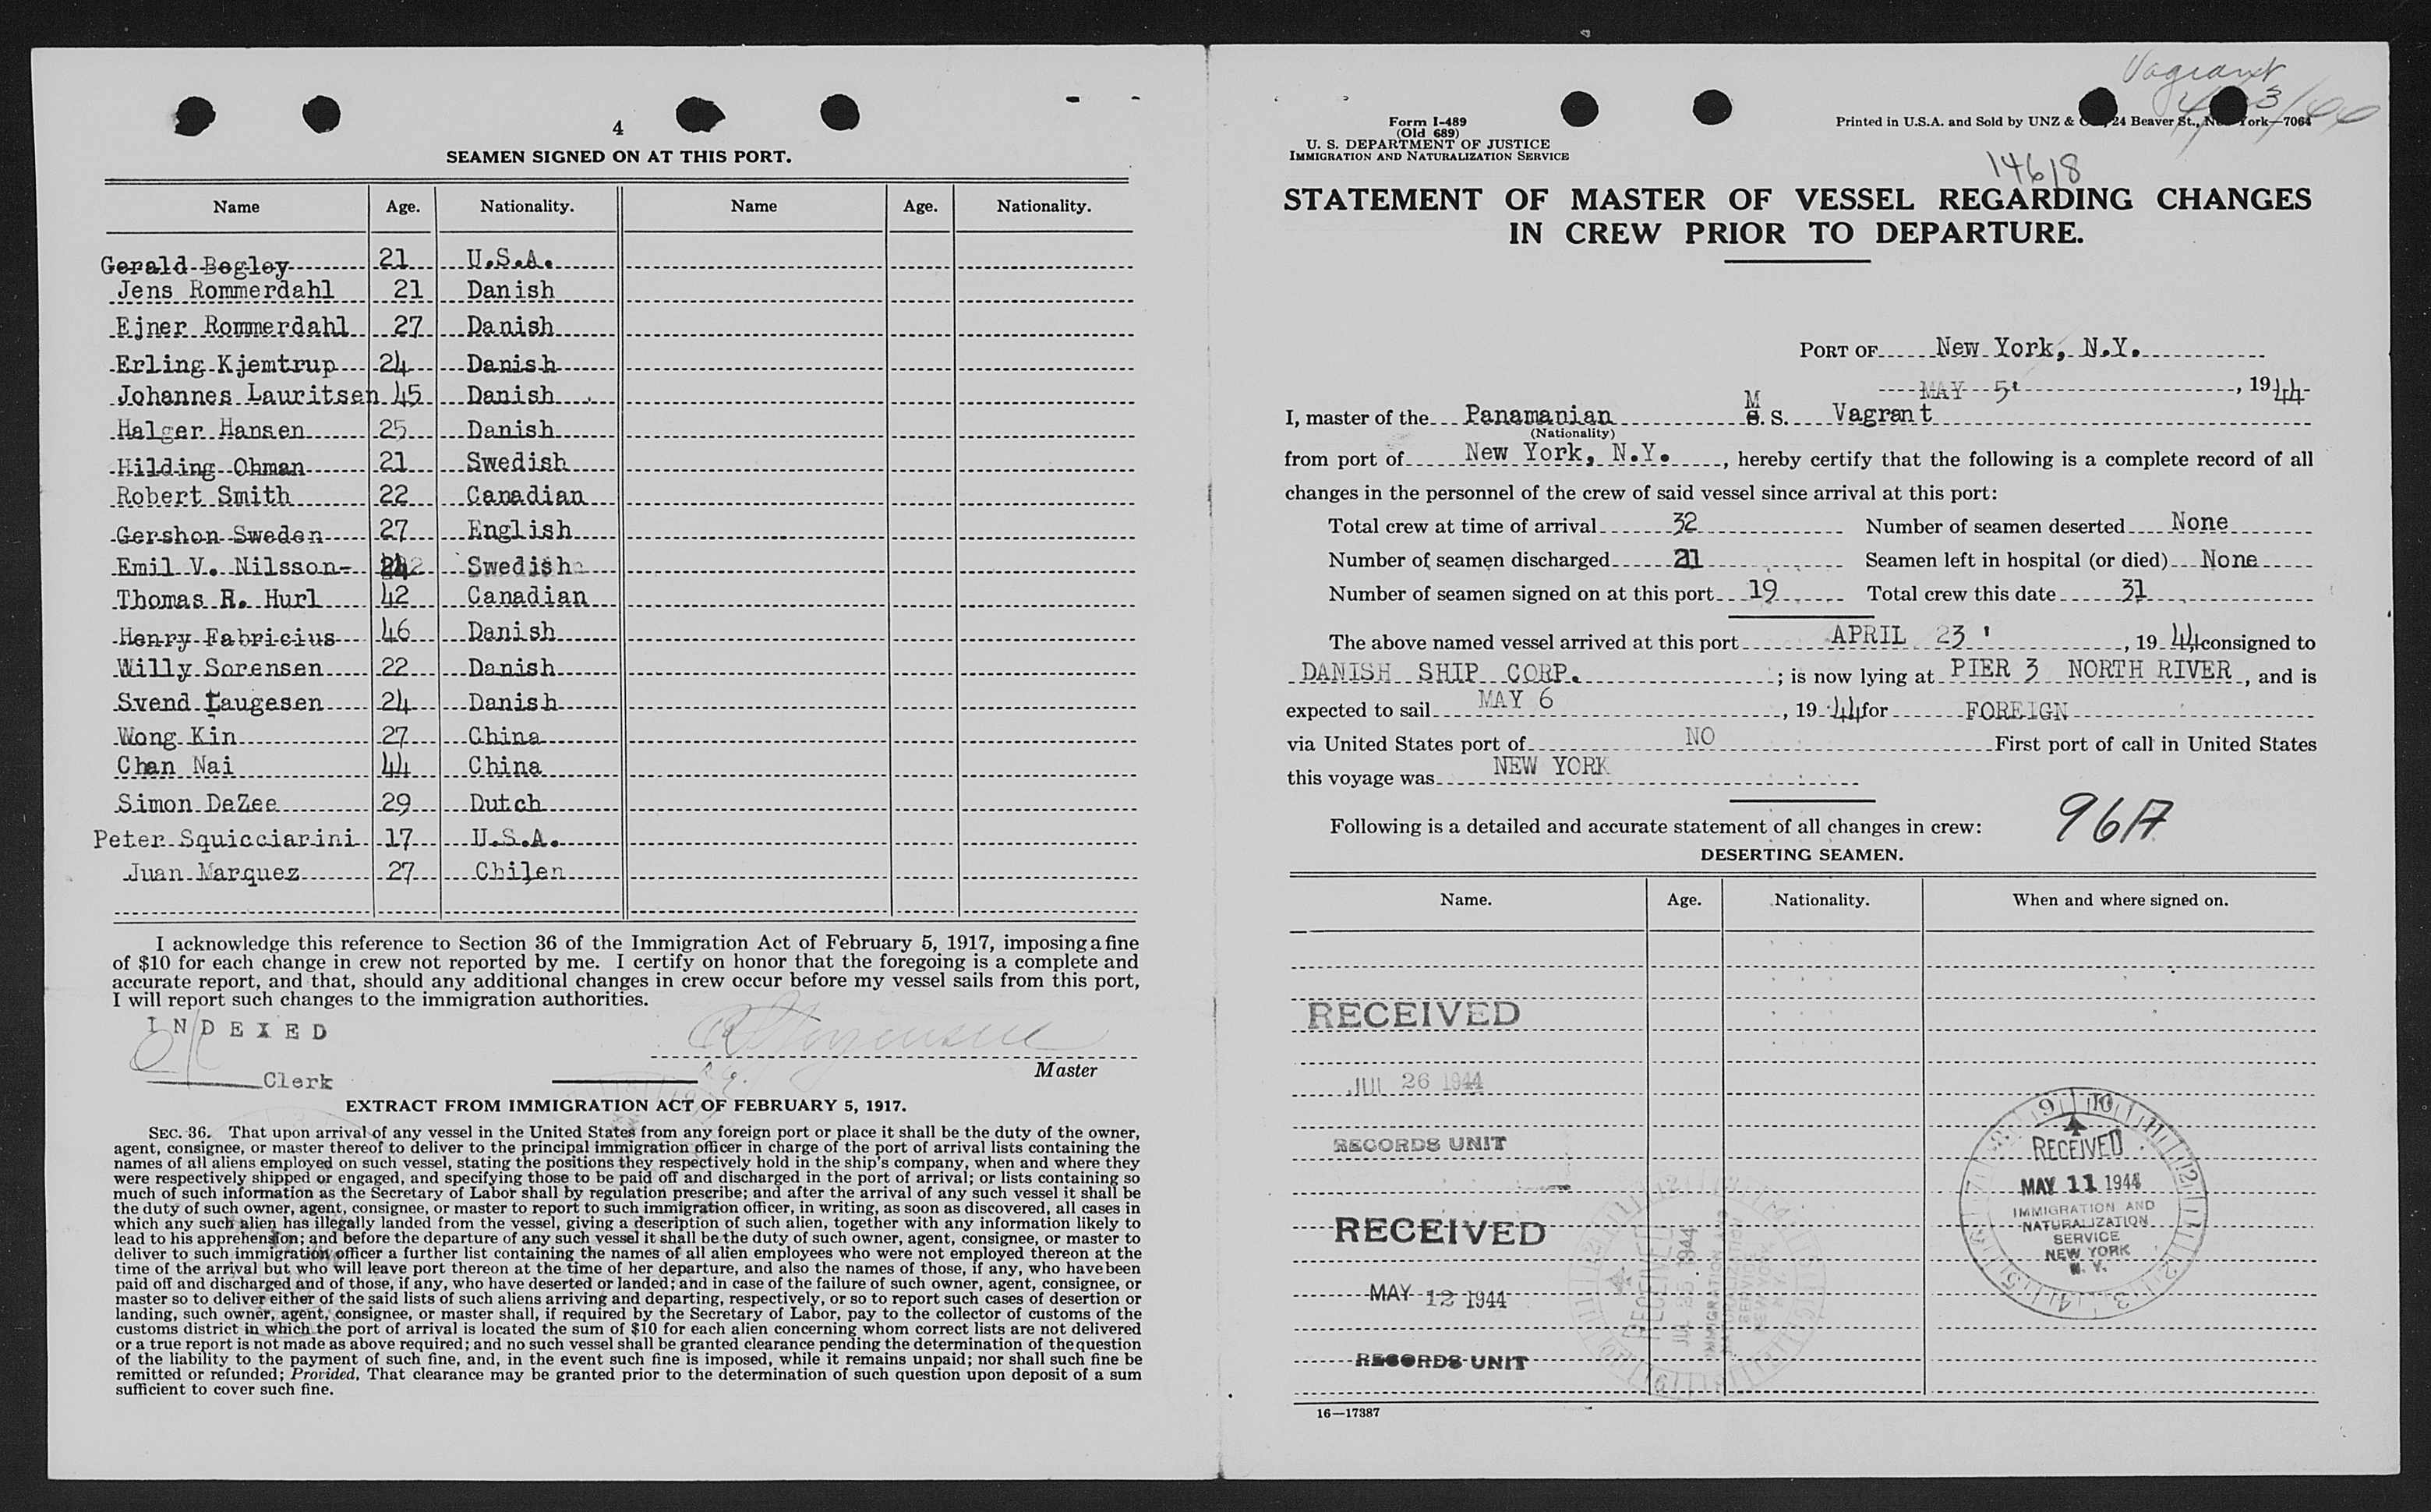 4
SEAMEN SIGNED ON AT THIS PORT.
Name Age. Nationality. Name Age. Nationality.
Gerald Begley 21 U.S.A.
Jens Rommerdahl 21 Danish
Ejner Rommerdahl 27 Danish
Erling Kjemtrup 24 Danish
Johannes Lauritsen 45 Danish
Halger Hansen 25 Danish
Hilding Ohman 21 Swedish
Robert Smith 22 Canadian
Gershon Sweden 27 English
Emil V. Nilsson- Swedish
Thomas R. Hurl 42 Canadian
Henry Fabricius 46 Danish
Willy Sorensen 22 Danish
Svend Laugesen 24 Danish
Wong Kin 27 China
Chan Nai 44 China
Simon DeZee 29 Dutch
Peter Squicciarini 17 U.S.A.
Juan Marquez 27 Chilen
I acknowledge this reference to Section 36 of the Immigration Act of February 5, 1917, imposing a fine
of $10 for each change in crew not reported by me. I certify on honor that the foregoing is a complete and
accurate report, and that, should any additional changes in crew occur before my vessel sails from this port,
I will report such changes to the immigration authorities.
INDEXED
Clerk
Master
EXTRACT FROM IMMIGRATION ACT OF FEBRUARY 5, 1917.
SEC. 36. That upon arrival of any vessel in the United States from any foreign port or place it shall be the duty of the owner,
agent, consignee, or master thereof to deliver to the principal immigration officer in charge of the port of arrival lists containing the
names of all aliens employed on such vessel, stating the positions they respectively hold in the ship's company, when and where they
were respectively shipped or engaged, and specifying those to be paid off and discharged in the port of arrival; or lists containing so
much of such information as the Secretary of Labor shall by regulation prescribe; and after the arrival of any such vessel it shall be
the duty of such owner, agent, consignee, or master to report to such immigration officer, in writing, as soon as discovered, all cases in
which any such alien has illegally landed from the vessel, giving a description of such alien, together with any information likely to
lead to his apprehension; and before the departure of any such vessel it shall be the duty of such owner, agent, consignee, or master to
deliver to such immigration officer a further list containing the names of all alien employees who were not employed thereon at the
time of the arrival but who will leave port thereon at the time of her departure, and also the names of those, if any, who have been
paid off and discharged and of those, if any, who have deserted or landed; and in case of the failure of such owner, agent, consignee, or
master so to deliver either of the said lists of such aliens arriving and departing, respectively, or so to report such cases of desertion or
landing, such owner, agent, consignee, or master shall, if required by the Secretary of Labor, pay to the collector of customs of the
customs district in which the port of arrival is located the sum of $10 for each alien concerning whom correct lists are not delivered
or a true report is not made as above required; and no such vessel shall be granted clearance pending the determination of the question
of the liability to the payment of such fine, and, in the event such fine is imposed, while it remains unpaid; nor shall such fine be
remitted or refunded; Provided, That clearance may be granted prior to the determination of such question upon deposit of a sum
sufficient to cover such fine.
Vagrant
Form I-489
(Old 689)
U. S. DEPARTMENT OF JUSTICE
IMMIGRATION AND NATURALIZATION SERVICE
Printed in U.S.A. and Sold by UNZ & 24 Beaver St., York—7064
14618
STATEMENT OF MASTER OF VESSEL REGARDING CHANGES
IN CREW PRIOR TO DEPARTURE.
PORT OF New York, N.Y.
MAY 5, 1944
I, master of the Panamanian M S. S. Vagrant
(Nationality)
from port of New York, N.Y., hereby certify that the following is a complete record of all
changes in the personnel of the crew of said vessel since arrival at this port:
Total crew at time of arrival 32 Number of seamen deserted None
Number of seamen discharged 21 Seamen left in hospital (or died) None
Number of seamen signed on at this port 19 Total crew this date 31
The above named vessel arrived at this port APRIL 23, 1944 consigned to
DANISH SHIP CORP.; is now lying at PIER 3 NORTH RIVER, and is
expected to sail MAY 6, 1944 for FOREIGN
via United States port of NO First port of call in United States
this voyage was NEW YORK
Following is a detailed and accurate statement of all changes in crew: 96A
DESERTING SEAMEN.
Name. Age. Nationality. When and where signed on.
RECEIVED
JUL 26 1944
RECORDS UNIT
RECEIVED
MAY 12 1944
RECORDS UNIT
RECEIVED
MAY 11 1944
IMMIGRATION AND
NATURALIZATION
SERVICE
NEW YORK
N. Y.
16—17387